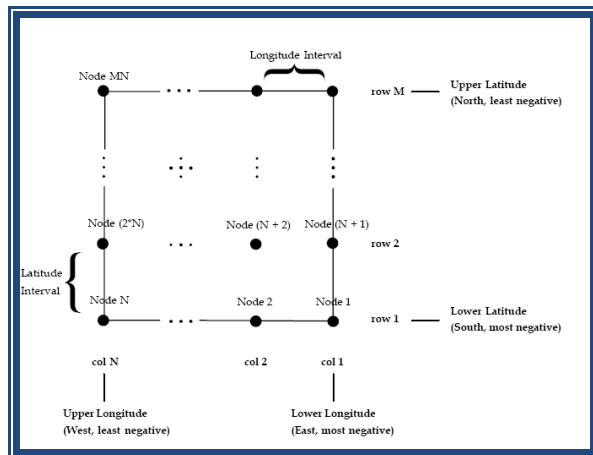 Longitude Interval
Node MN
row M
Upper Latitude
(North, least negative)
Node (2*N)
Node (N + 2)
Node (N + 1)
row 2
Latitude
Interval
Node N
Node 2
Node 1
row 1
Lower Latitude
(South, most negative)
col N
col 2
col 1
Upper Longitude
(West, least negative)
Lower Longitude
(East, most negative)